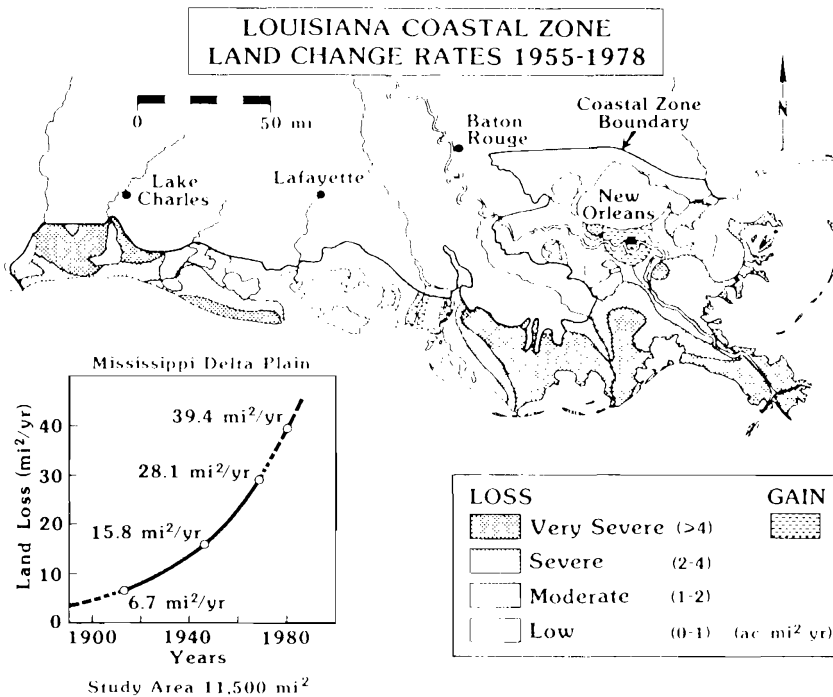 LOUISIANA COASTAL ZONE
LAND CHANGE RATES 1955-1978
0 50 mi
Baton
Rouge
Coastal Zone
Boundary
N
Lake
Charles
Lafayette
New
Orleans
Mississippi Delta Plain
Land Loss (mi²/yr)
40
30
20
10
0
39.4 mi²/yr
28.1 mi²/yr
15.8 mi²/yr
6.7 mi²/yr
1900 1940 1980
Years
Study Area 11,500 mi²
LOSS GAIN
Very Severe (>4)
Severe (2-4)
Moderate (1-2)
Low (0-1) (ac mi² yr)